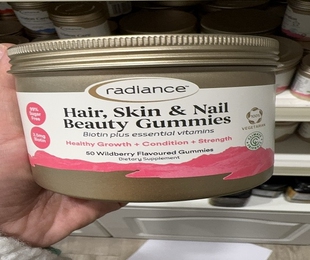 radiance
Hair, Skin & Nail
Beauty Gummies
Biotin plus essential vitamins
Healthy Growth + Condition + Strength
50 Wildberry Flavoured Gummies
Dietary Supplement